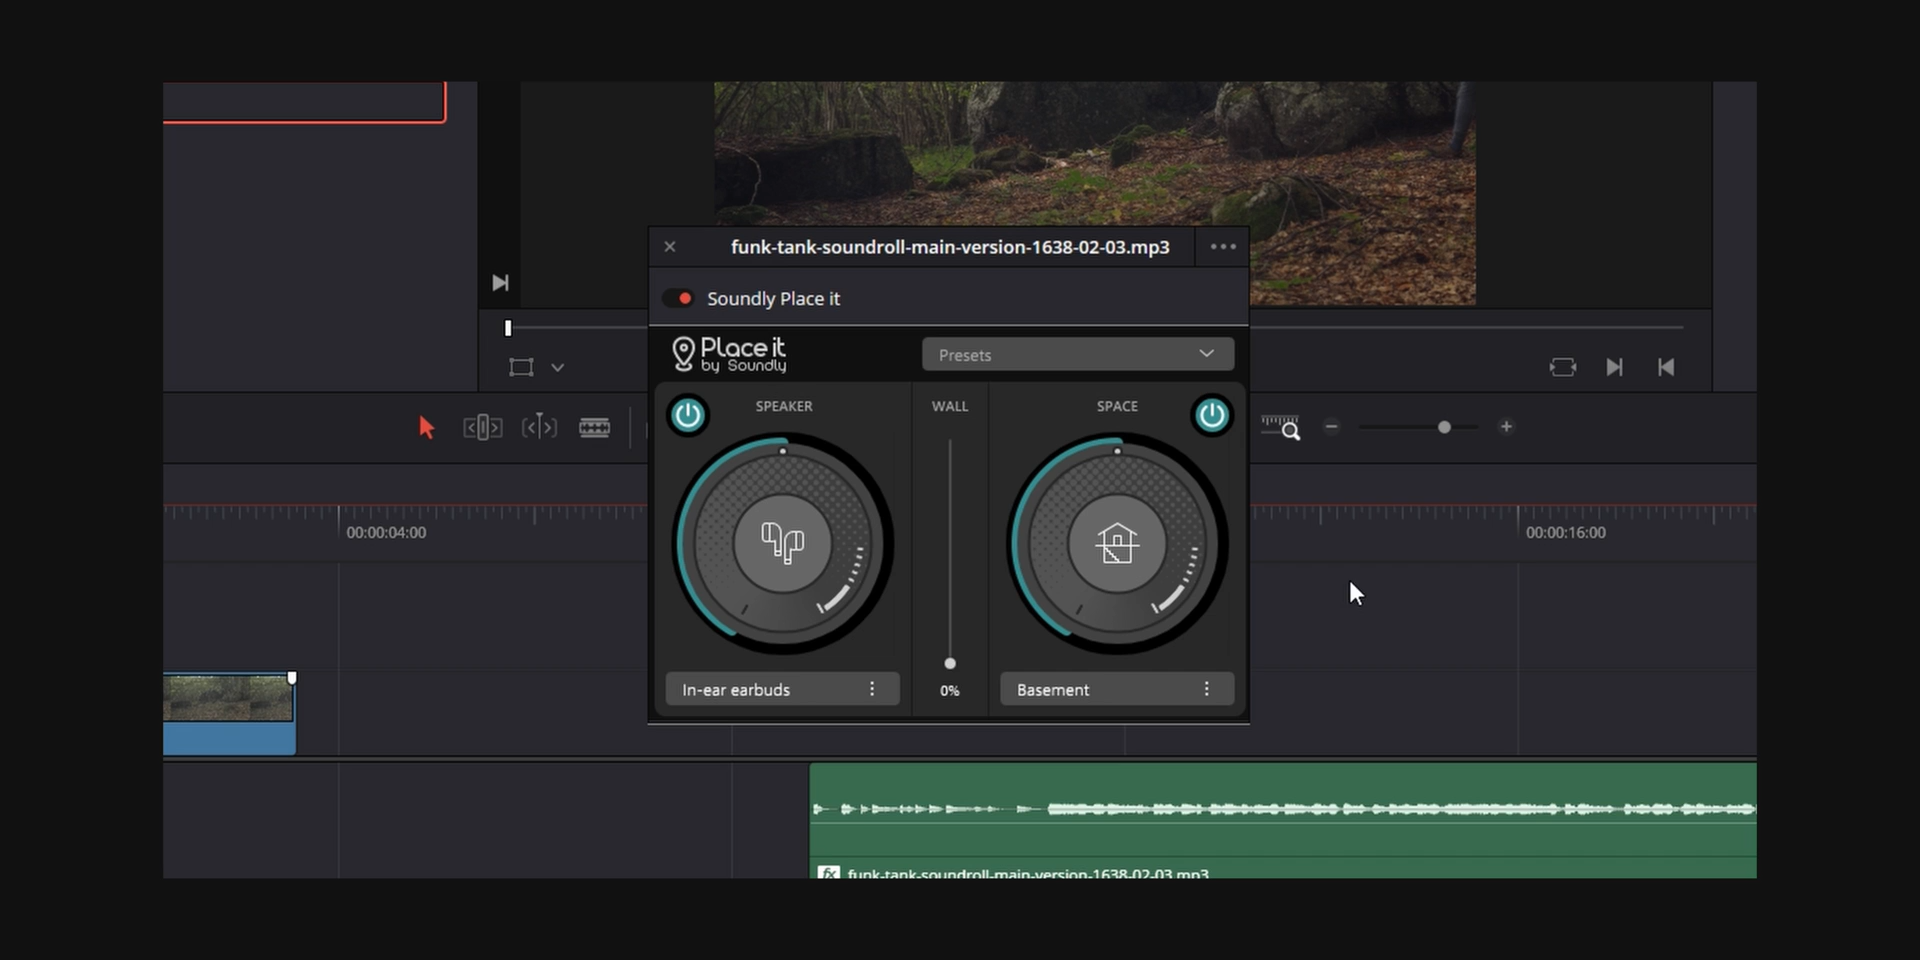 funk-tank-soundroll-main-version-1638-02-03.mp3
Soundly Place it
Place it
by Soundly
Presets
SPEAKER
WALL
SPACE
00:00:04:00
00:00:16:00
In-ear earbuds
0%
Basement
fx funk-tank-soundroll-main-version-1638-02-03.mp3